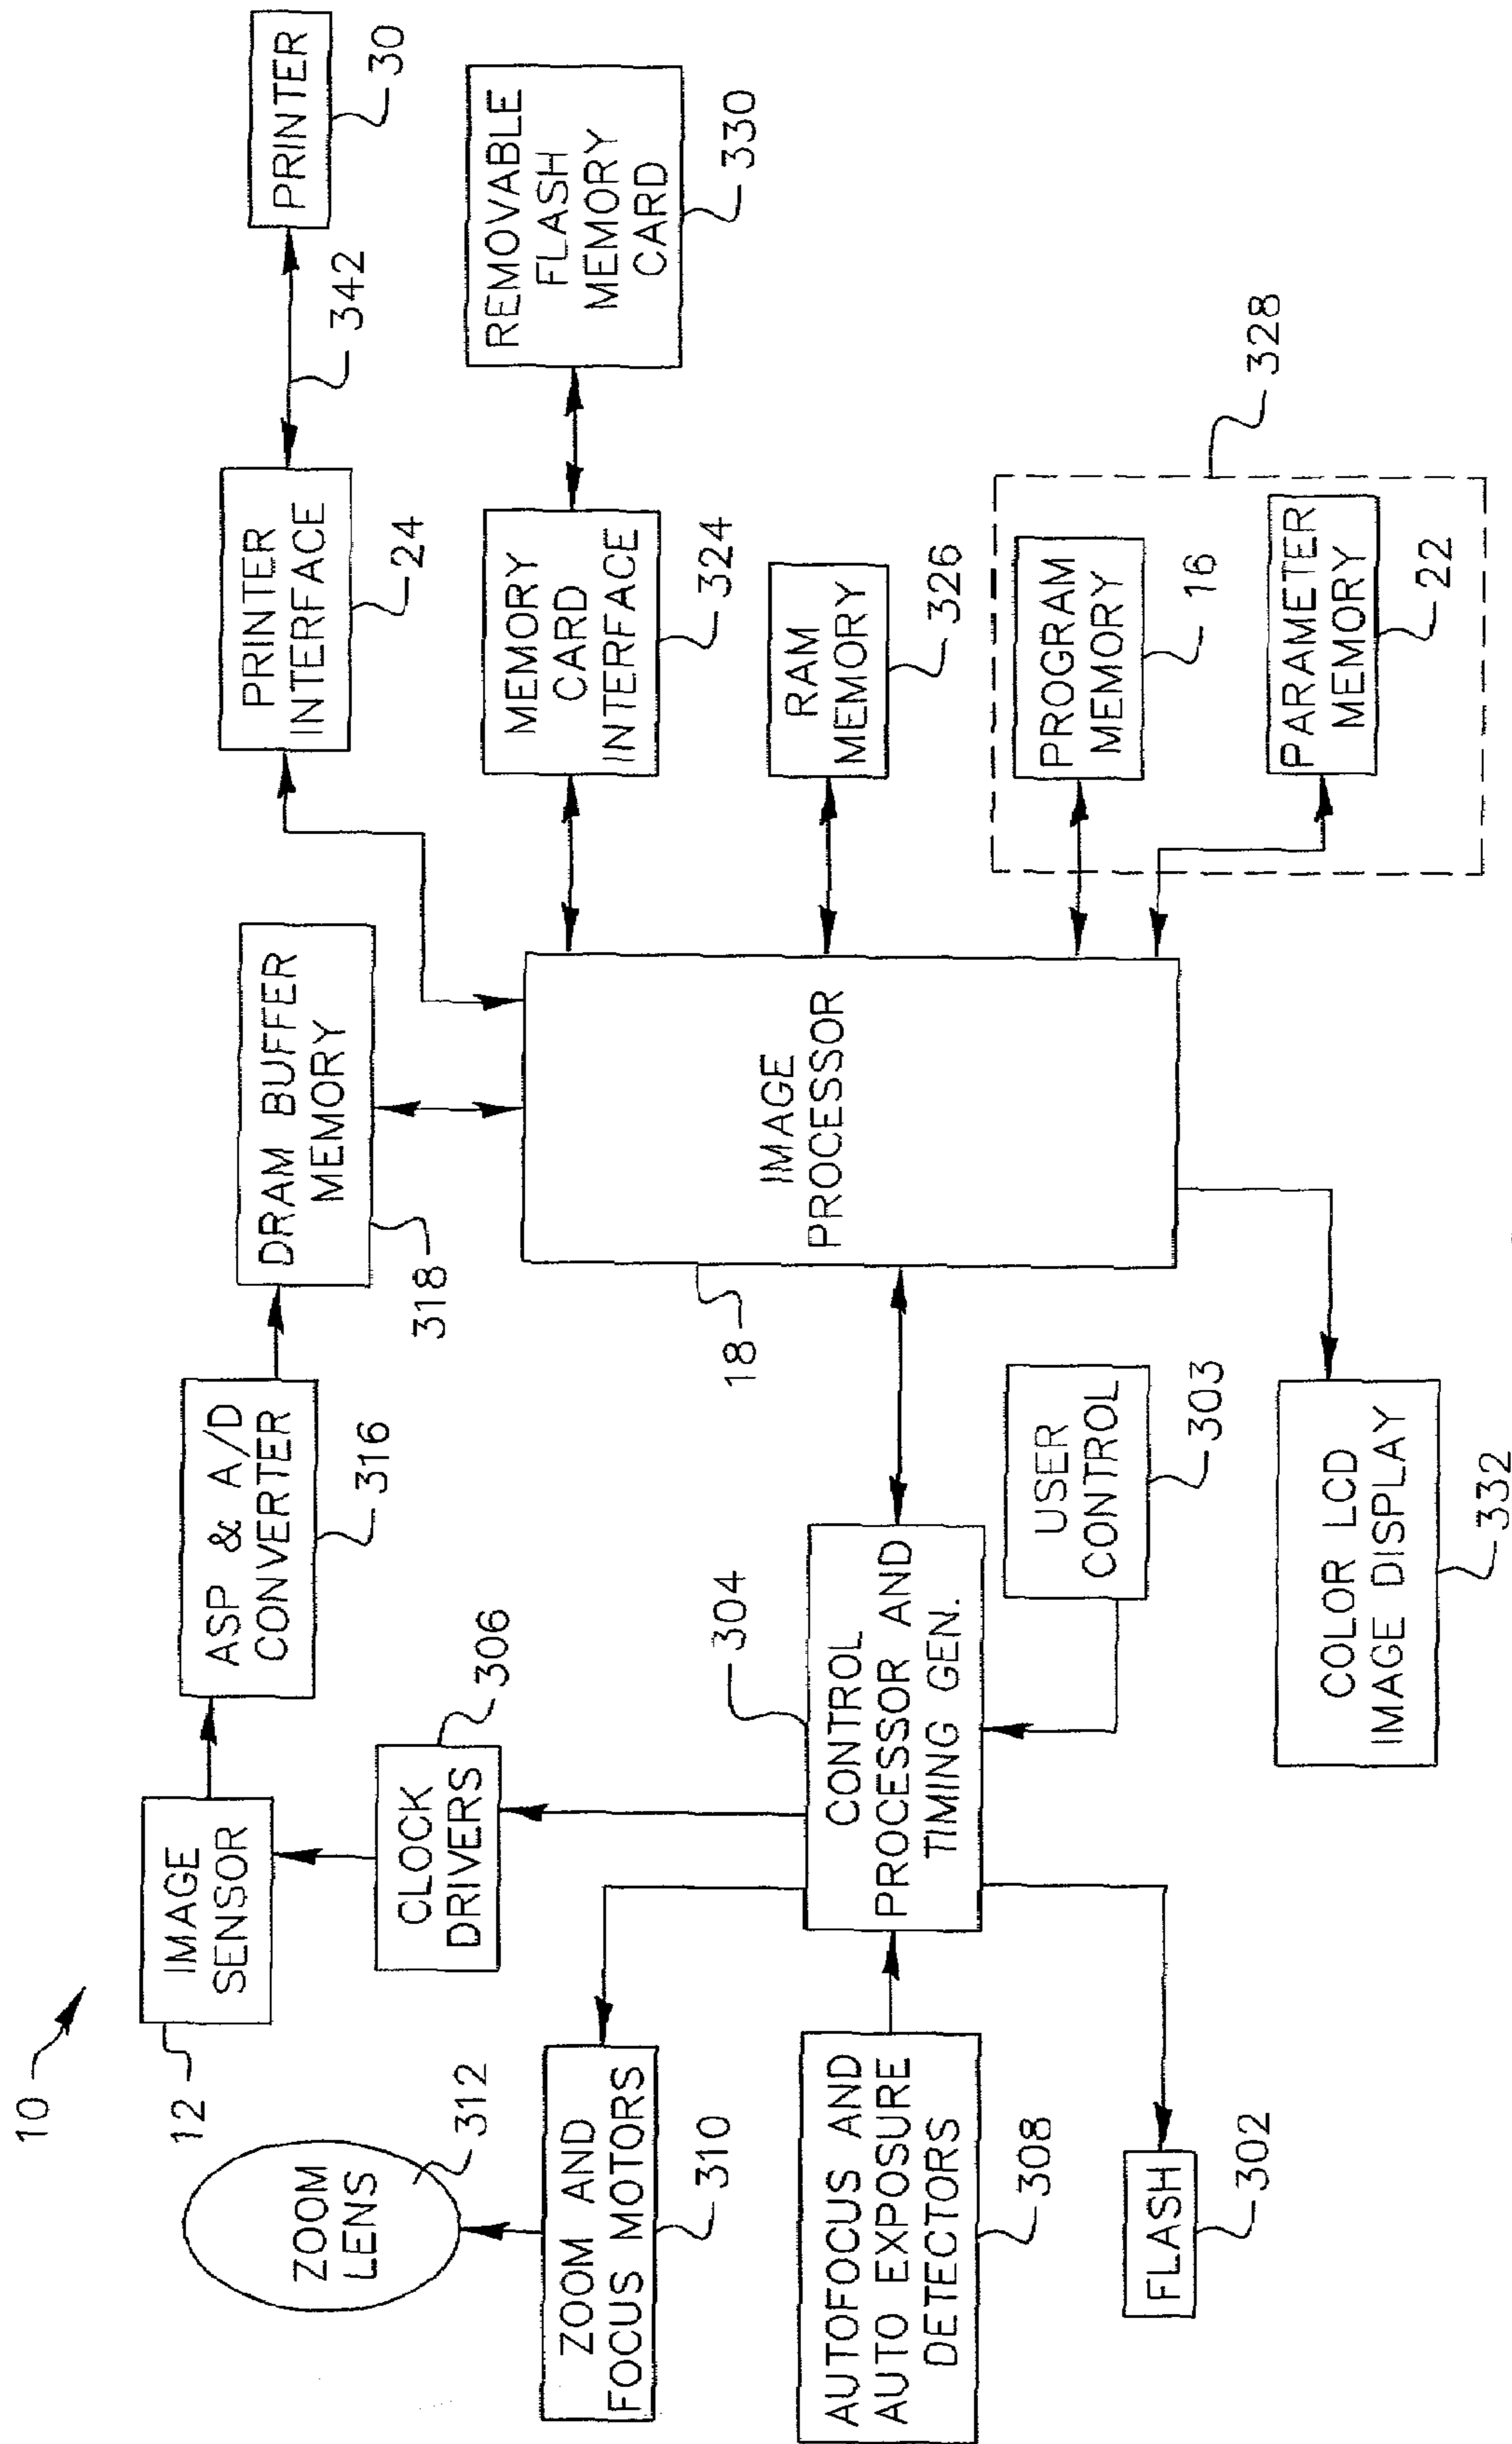 10
ZOOM
LENS
312
12
IMAGE
SENSOR
ASP & A/D
CONVERTER
316
DRAM BUFFER
MEMORY
318
PRINTER
INTERFACE
24
342
PRINTER
30
ZOOM AND
FOCUS MOTORS
310
CLOCK
DRIVERS
306
MEMORY
CARD
INTERFACE
324
REMOVABLE
FLASH
MEMORY
CARD
330
AUTOFOCUS AND
AUTO EXPOSURE
DETECTORS
308
304
CONTROL
PROCESSOR AND
TIMING GEN.
18
IMAGE
PROCESSOR
RAM
MEMORY
326
USER
CONTROL
303
PROGRAM
MEMORY
16
328
FLASH
302
COLOR LCD
IMAGE DISPLAY
332
PARAMETER
MEMORY
22